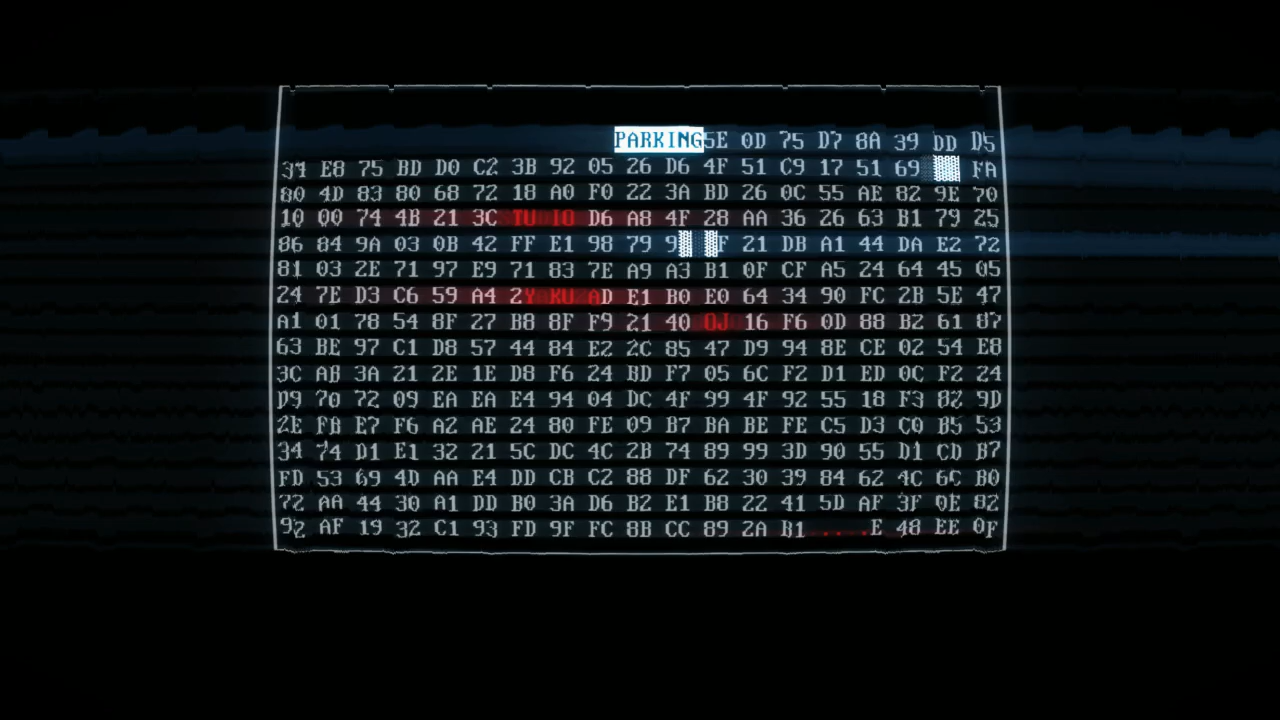 PARKING5E 0D 75 D7 8A 39 DD D5
34 E8 75 BD D0 C2 3B 92 05 26 D6 4F 51 C9 17 51 69 FA
80 4D 83 80 68 72 18 A0 F0 22 3A BD 26 0C 55 AE 82 9E 70
10 00 74 4B 21 3C TU IO D6 A8 4F 28 AA 36 26 63 B1 79 25
86 84 9A 03 0B 42 FF E1 98 79 9 F 21 DB A1 44 DA E2 72
81 03 2E 71 97 E9 71 83 7E A9 A3 B1 0F CF A5 24 64 45 05
24 7E D3 C6 59 A4 2Y KUZAD E1 B0 E0 64 34 90 FC 2B 5E 47
A1 01 78 54 8F 27 B8 8F F9 21 40 OJ 16 F6 0D 88 B2 61 87
63 BE 97 C1 D8 57 44 84 E2 2C 85 47 D9 94 8E CE 02 54 E8
3C AB 3A 21 2E 1E D8 F6 24 BD F7 05 6C F2 D1 ED 0C F2 24
D9 70 72 09 EA EA E4 94 04 DC 4F 99 4F 92 55 18 F3 82 9D
2E FB E7 F6 A2 AE 24 80 FE 09 B7 BA BE FE C5 D3 C0 B5 53
34 74 D1 E1 32 21 5C DC 4C 2B 74 89 99 3D 90 55 D1 CD B7
FD 53 69 4D AA E4 DD CB C2 88 DF 62 30 39 84 62 4C 6C B0
72 AA 44 30 A1 DD B0 3A D6 B2 E1 B8 22 41 5D AF 3F 0E 82
92 AF 19 32 C1 93 FD 9F FC 8B CC 89 2A B1 ....E 48 EE 0F